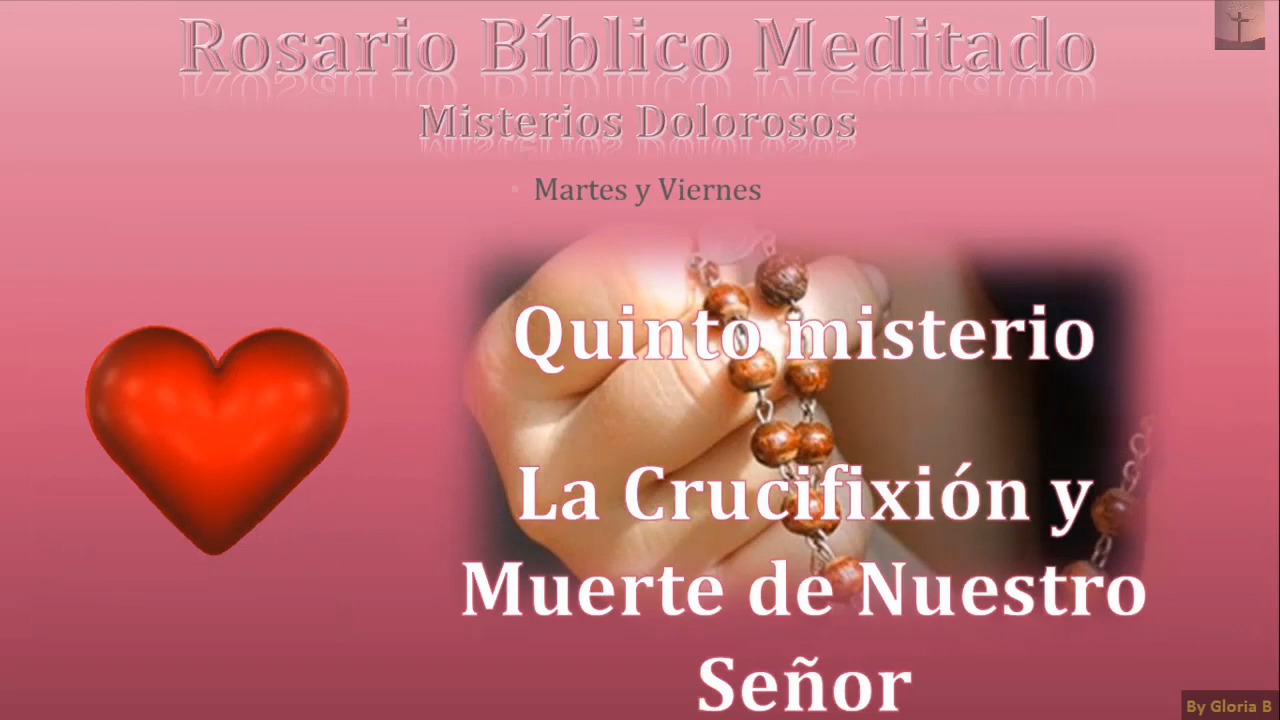 Rosario Bíblico Meditado
Misterios Dolorosos
Martes y Viernes
Quinto misterio
La Crucifixión y
Muerte de Nuestro
Señor
By Gloria B